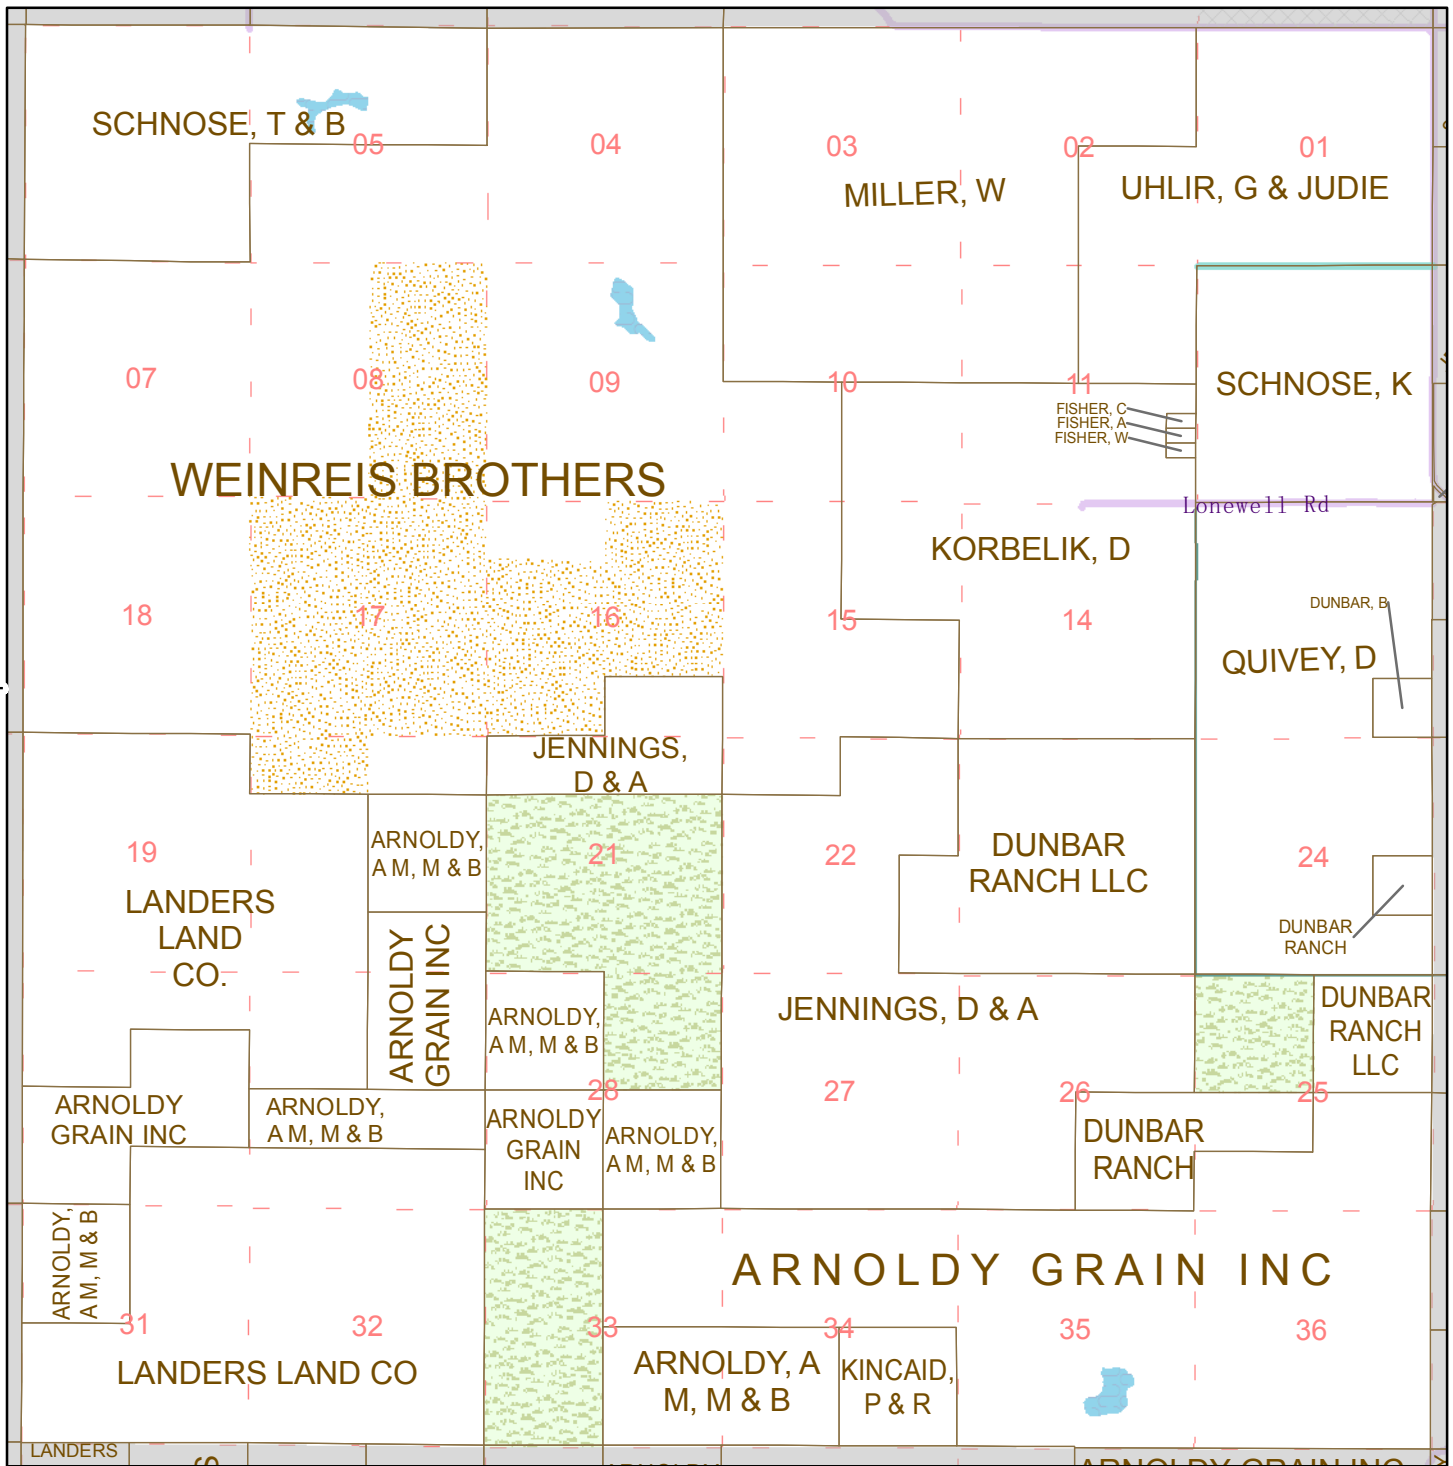 SCHNOSE, T & B
05
04
03
02
01
MILLER, W
UHLIR, G & JUDIE
07
08
09
10
11
SCHNOSE, K
FISHER, C
FISHER, A
FISHER, W
WEINREIS BROTHERS
Lonewell Rd
KORBELIK, D
18
17
16
15
14
DUNBAR, B
QUIVEY, D
JENNINGS,
D & A
19
ARNOLDY,
A M, M & B
21
22
DUNBAR
RANCH LLC
24
LANDERS
LAND
CO.
DUNBAR
RANCH
ARNOLDY
GRAIN INC
ARNOLDY,
A M, M & B
JENNINGS, D & A
DUNBAR
RANCH
LLC
28
27
26
25
ARNOLDY
GRAIN INC
ARNOLDY,
A M, M & B
ARNOLDY
GRAIN
INC
ARNOLDY,
A M, M & B
DUNBAR
RANCH
ARNOLDY,
A M, M & B
ARNOLDY GRAIN INC
31
32
33
34
35
36
LANDERS LAND CO
ARNOLDY, A
M, M & B
KINCAID,
P & R
LANDERS
ARNOLDY GRAIN INC